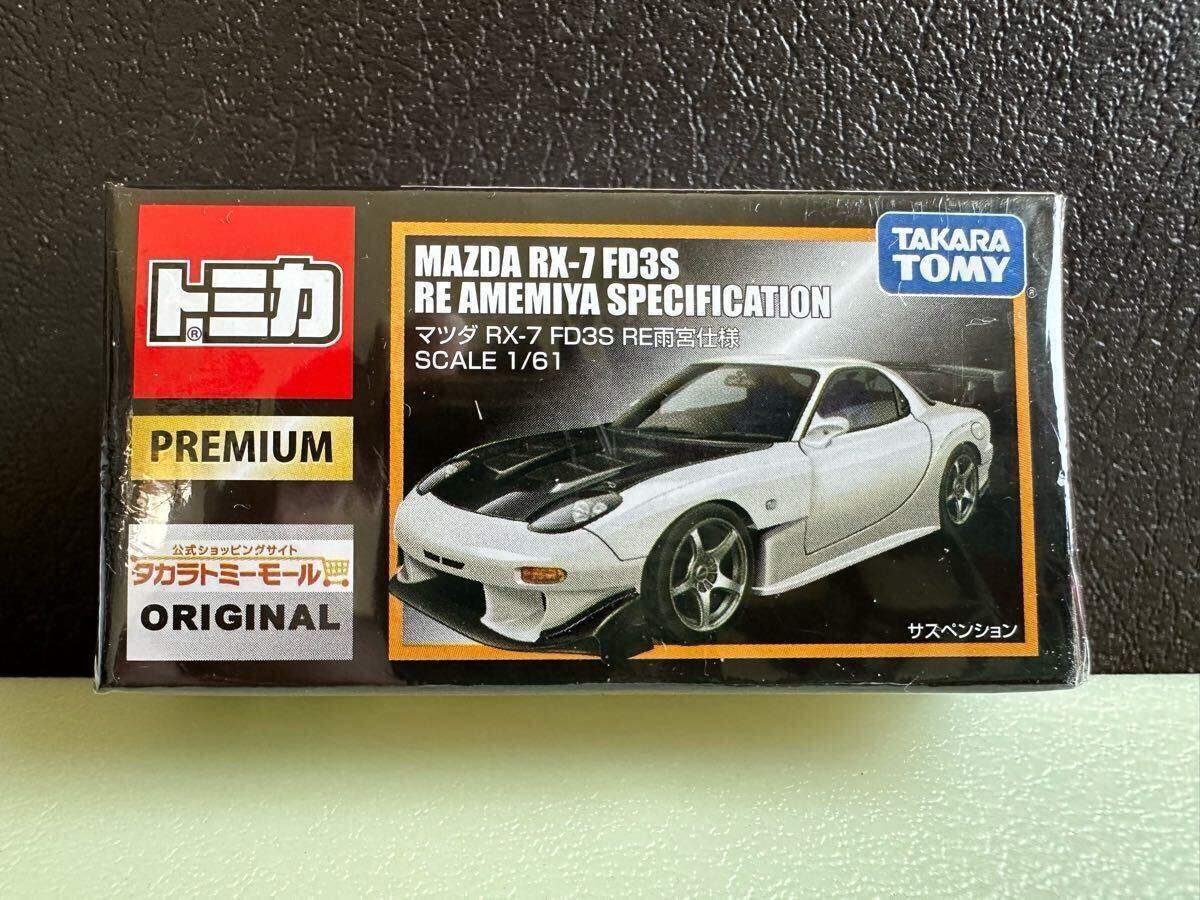 トミカ®
PREMIUM
公式ショッピングサイト
タカラトミーモール
ORIGINAL
MAZDA RX-7 FD3S
RE AMEMIYA SPECIFICATION
マツダ RX-7 FD3S RE雨宮仕様
SCALE 1/61
TAKARA
TOMY®
サスペンション